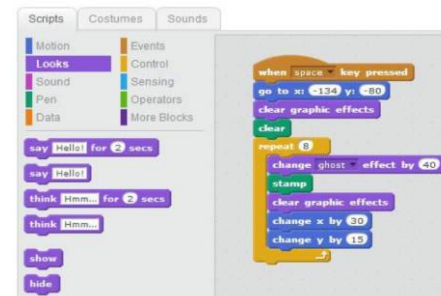 Scripts Costumes Sounds
Motion Events
Looks Control
Sound Sensing
Pen Operators
Data More Blocks
say Hello! for 2 secs
say Hello!
think Hmm... for 2 secs
think Hmm...
show
hide
when space key pressed
go to x: -134 y: -80
clear graphic effects
clear
repeat 8
change ghost effect by 40
stamp
clear graphic effects
change x by 30
change y by 15